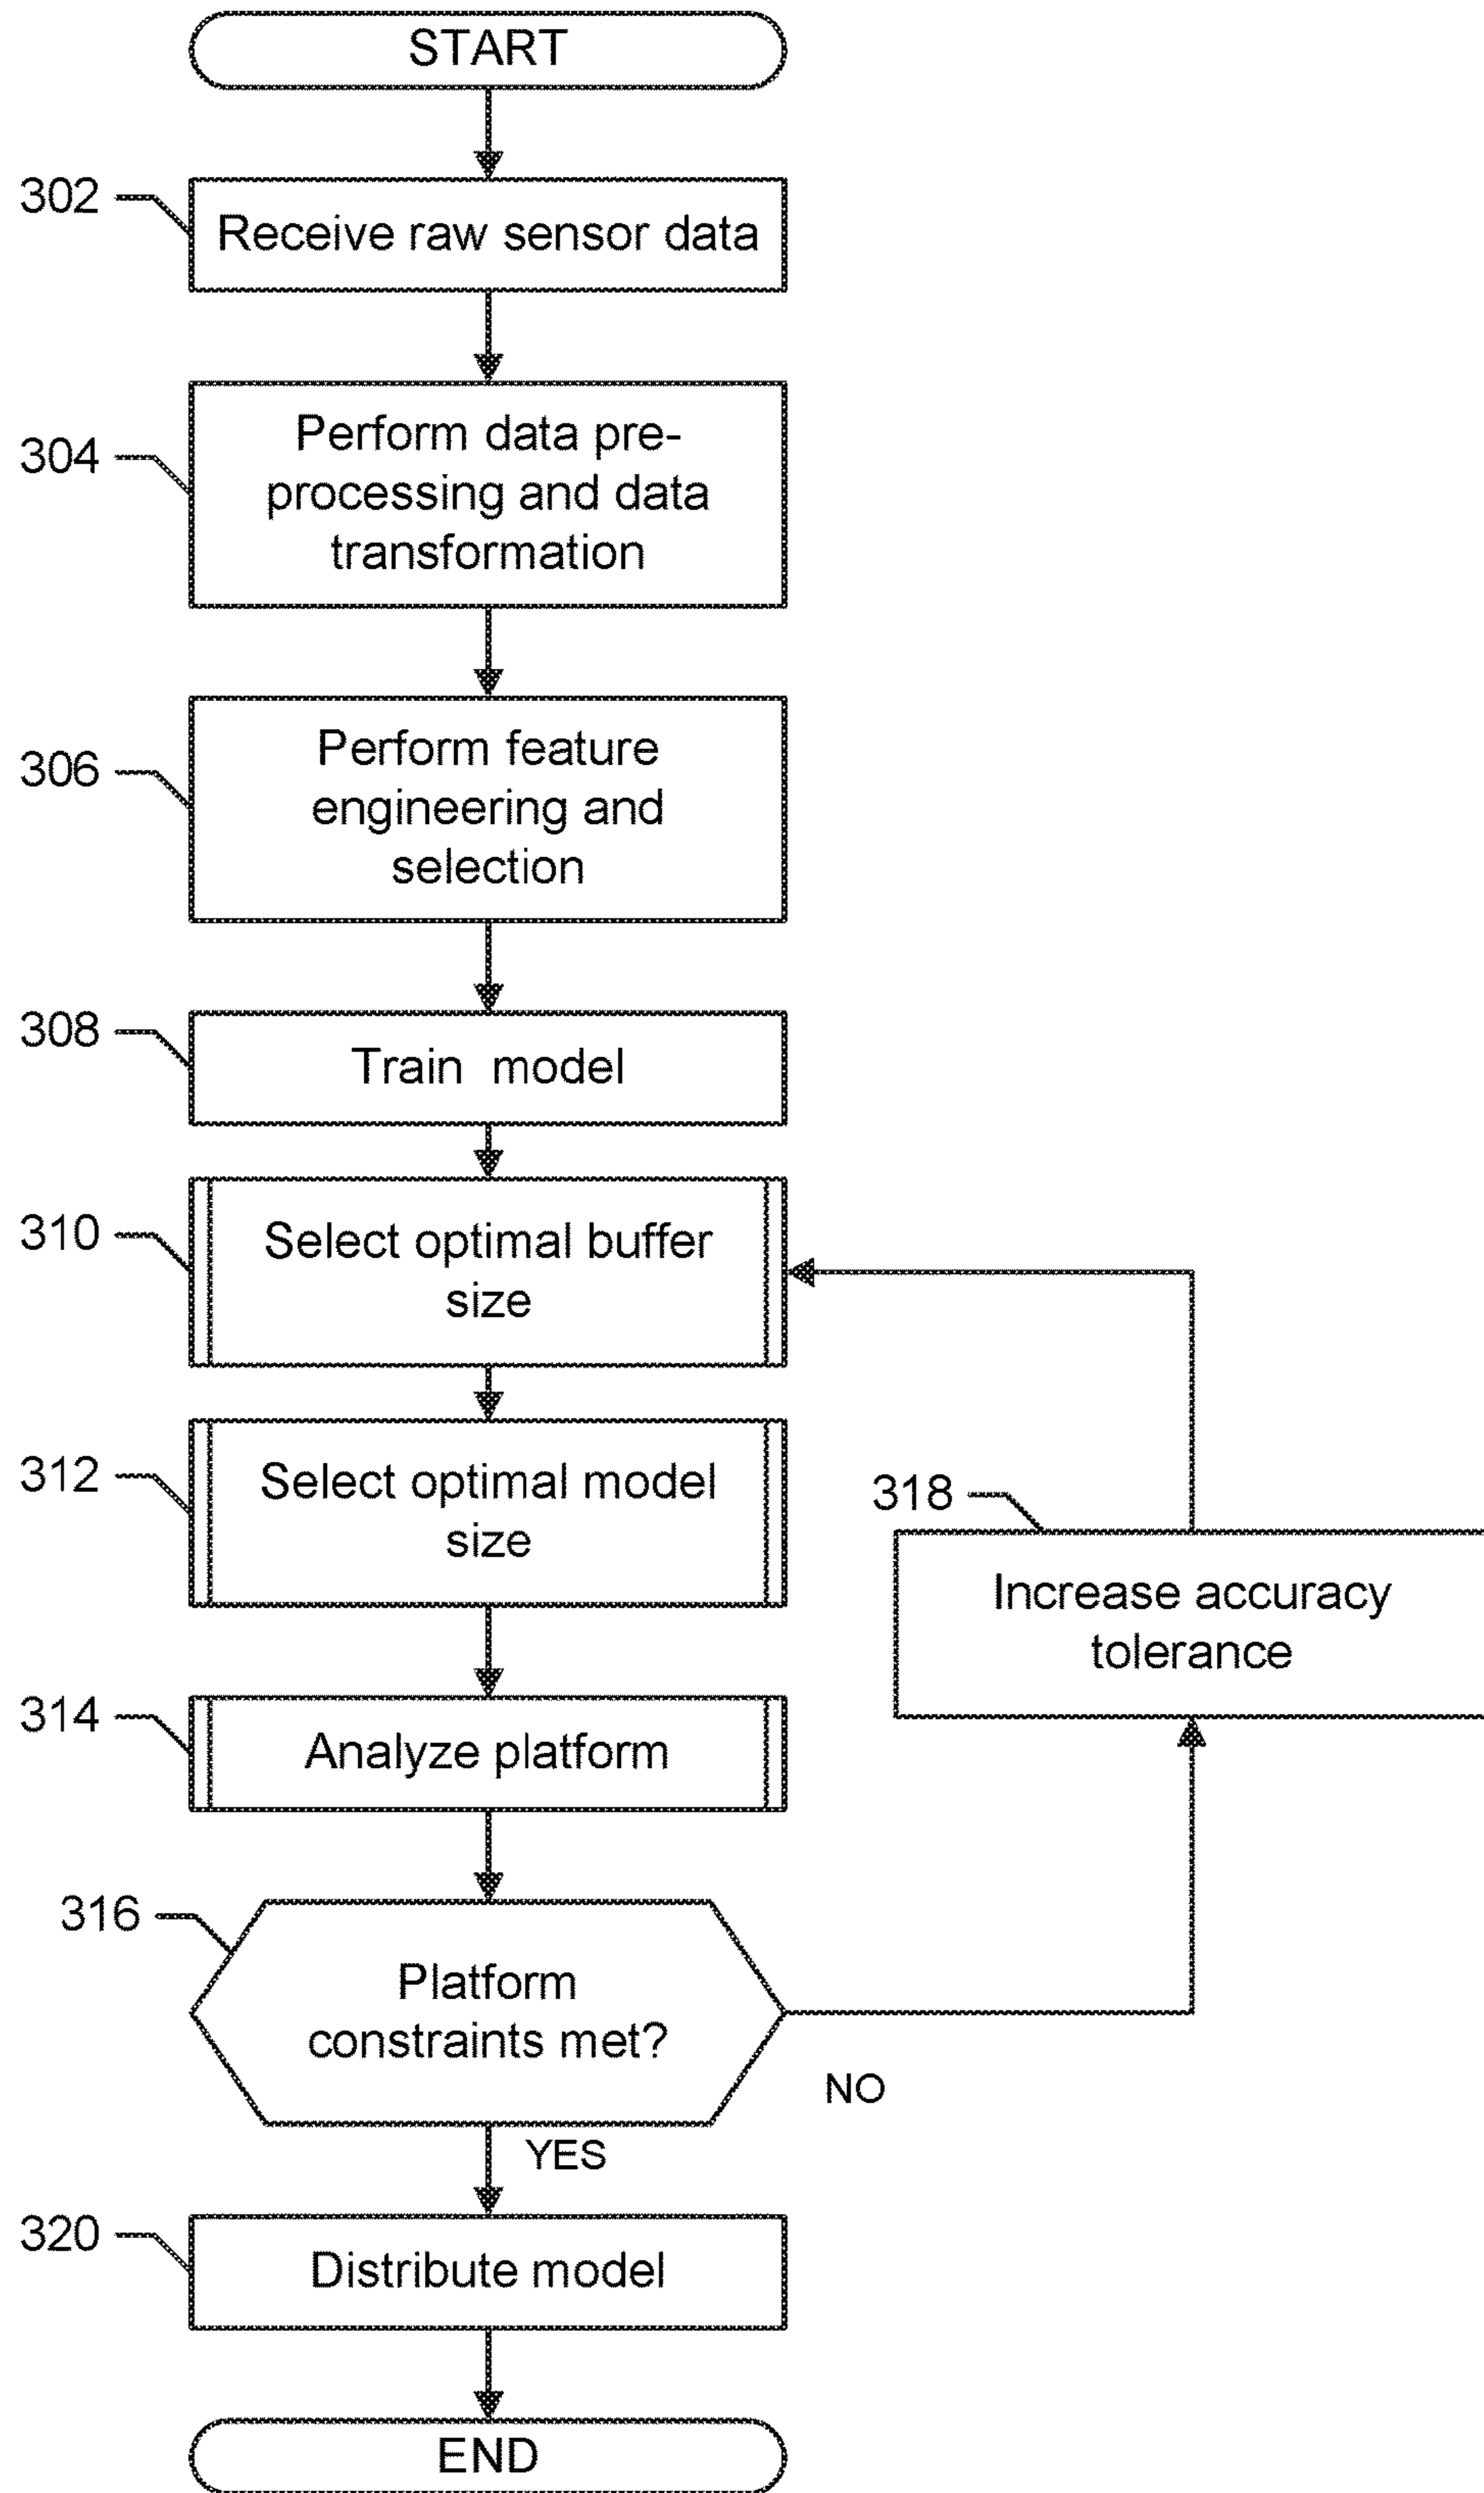 START
302
Receive raw sensor data
304
Perform data pre-
processing and data
transformation
306
Perform feature
engineering and
selection
308
Train  model
310
Select optimal buffer
size
312
Select optimal model
size
318
Increase accuracy
tolerance
314
Analyze platform
316
Platform
constraints met?
NO
YES
320
Distribute model
END